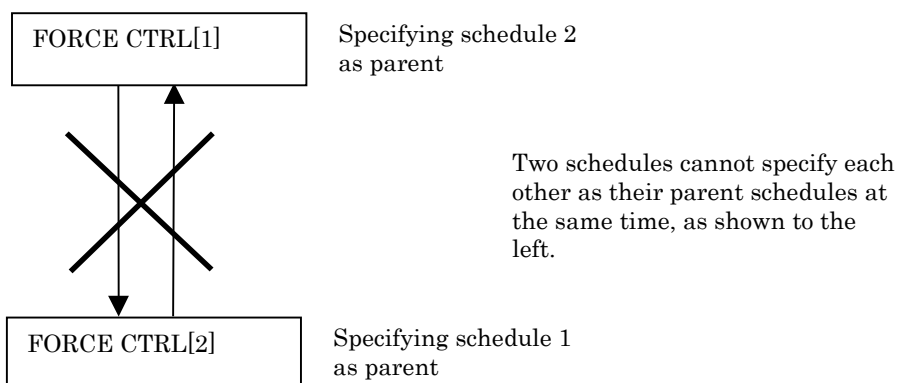 FORCE CTRL[1]
Specifying schedule 2
as parent
Two schedules cannot specify each
other as their parent schedules at
the same time, as shown to the
left.
FORCE CTRL[2]
Specifying schedule 1
as parent